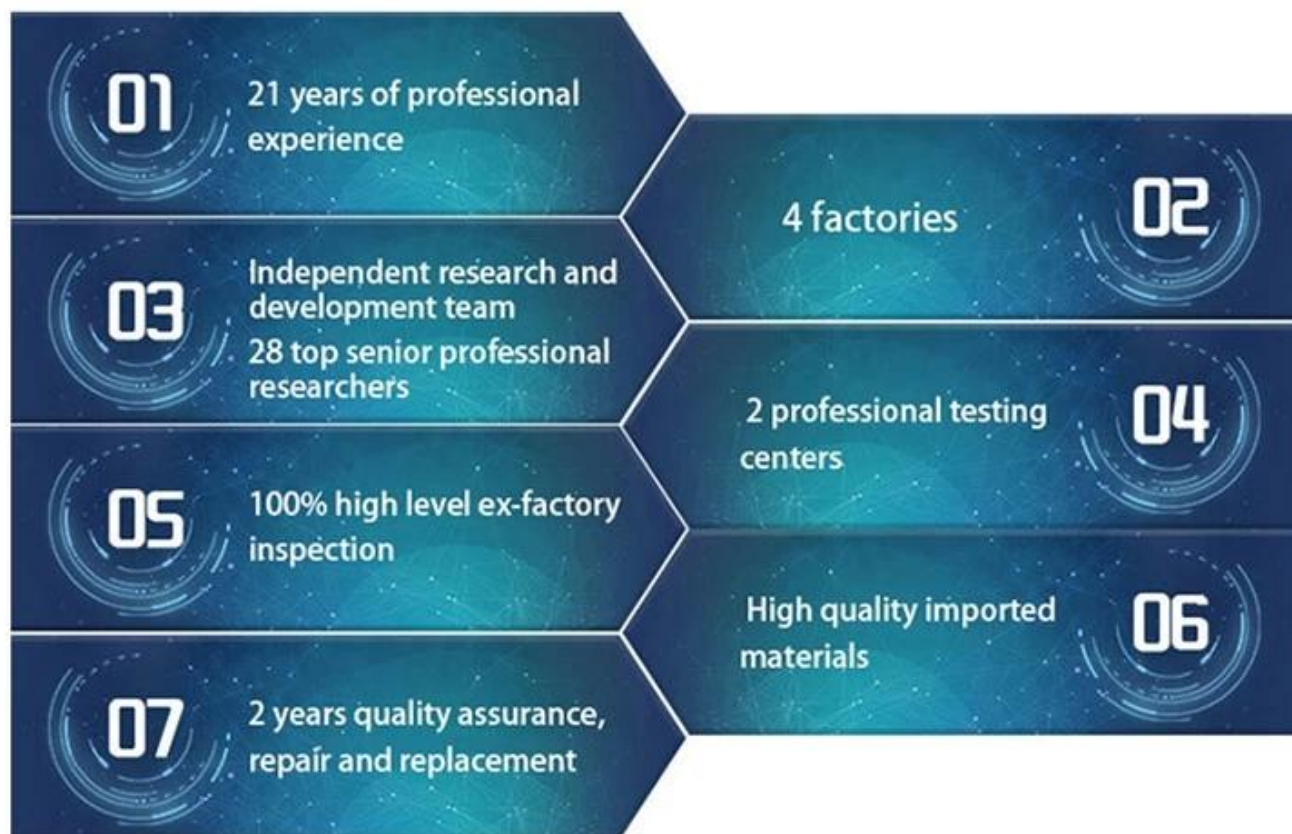 01
21 years of professional
experience
02
4 factories
03
Independent research and
development team
28 top senior professional
researchers
04
2 professional testing
centers
05
100% high level ex-factory
inspection
06
High quality imported
materials
07
2 years quality assurance,
repair and replacement